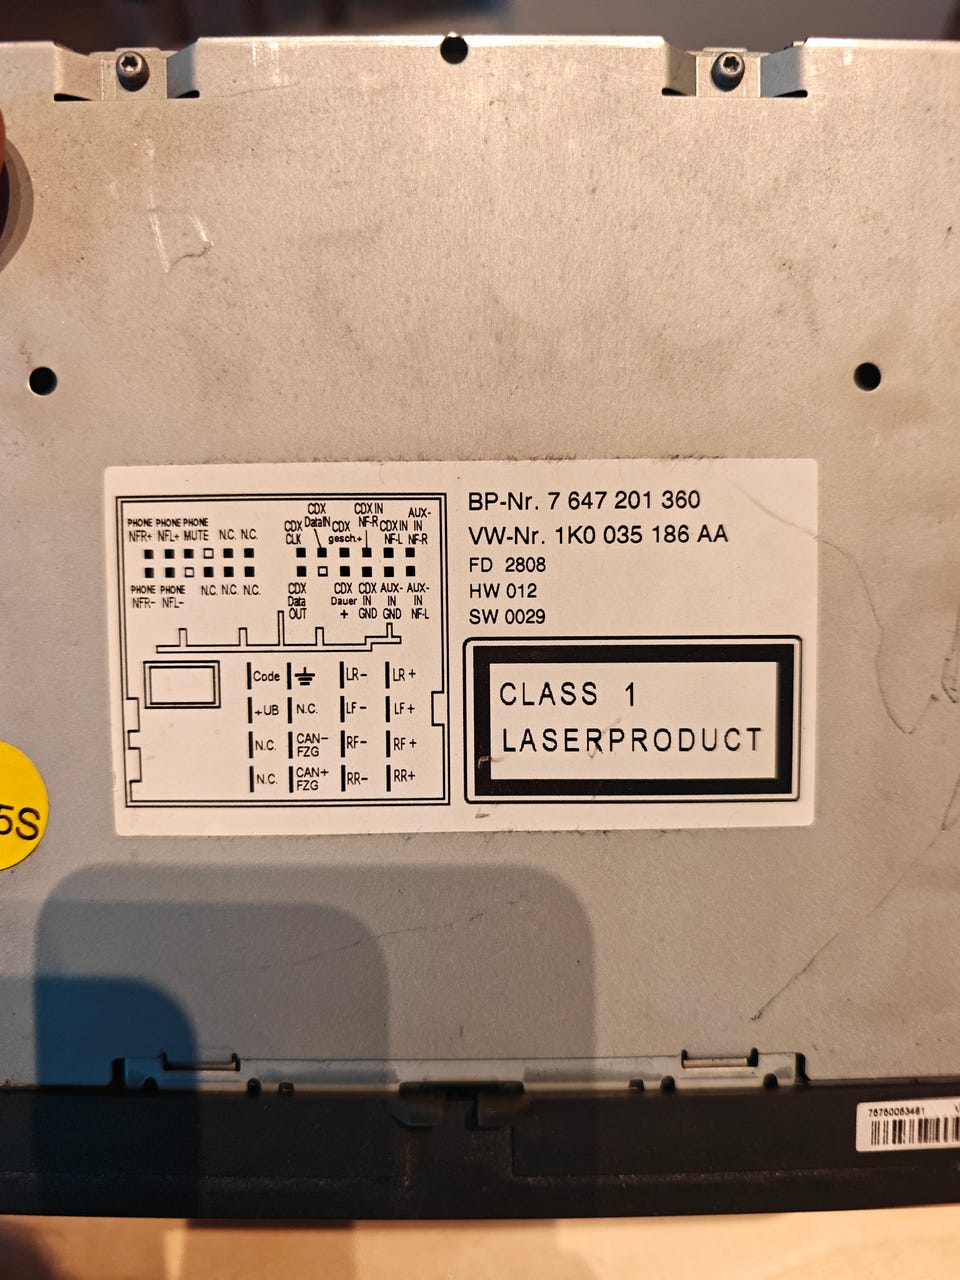 BP-Nr. 7 647 201 360
VW-Nr. 1K0 035 186 AA
FD 2808
HW 012
SW 0029
CLASS 1
LASERPRODUCT
PHONE PHONE PHONE
NFR+ NFL+ MUTE N.C. N.C.
PHONE PHONE
NFR- NFL- N.C. N.C. N.C.
CDX CLK
CDX DataIN
CDX gesch.+
CDX IN NF-R
CDX IN NF-L
AUX-IN NF-R
CDX Data OUT
CDX Dauer +
CDX IN GND
AUX-IN GND
AUX-IN NF-L
Code LR- LR+
+UB N.C. LF- LF+
N.C. CAN-FZG RF- RF+
N.C. CAN+FZG RR- RR+
5S